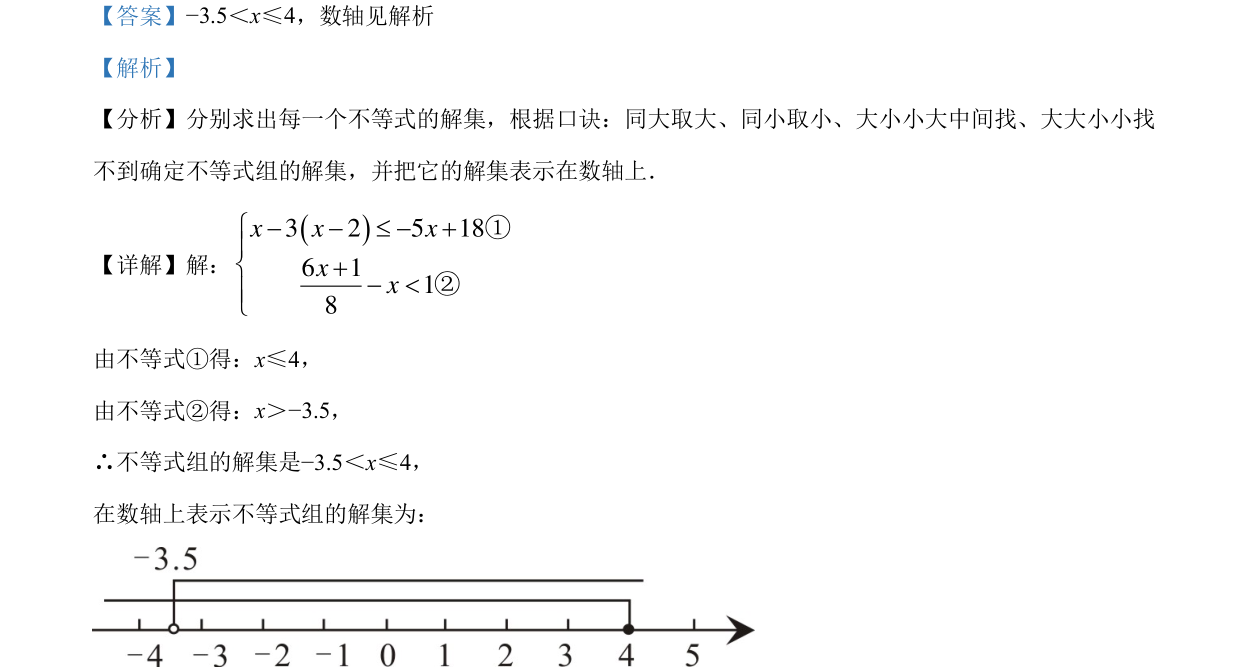 【答案】−3.5＜x≤4，数轴见解析
【解析】
【分析】分别求出每一个不等式的解集，根据口诀：同大取大、同小取小、大小小大中间找、大大小小找
不到确定不等式组的解集，并把它的解集表示在数轴上．
【详解】解：{x−3(x−2)≤−5x+18①
(6x+1)/8−x<1②
由不等式①得：x≤4，
由不等式②得：x＞−3.5，
∴不等式组的解集是−3.5＜x≤4，
在数轴上表示不等式组的解集为：
−3.5
−4 −3 −2 −1 0 1 2 3 4 5